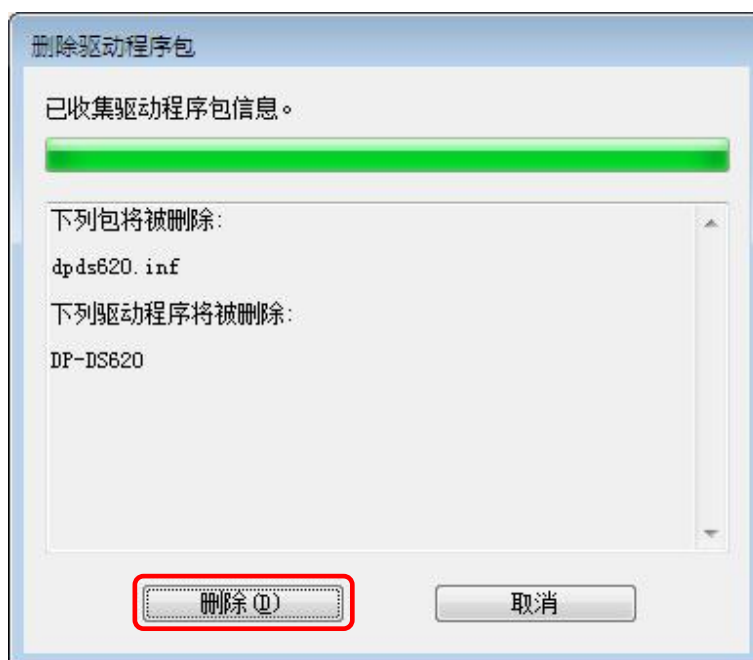 删除驱动程序包
已收集驱动程序包信息。
下列包将被删除:
dpds620.inf
下列驱动程序将被删除:
DP-DS620
删除(D) 取消